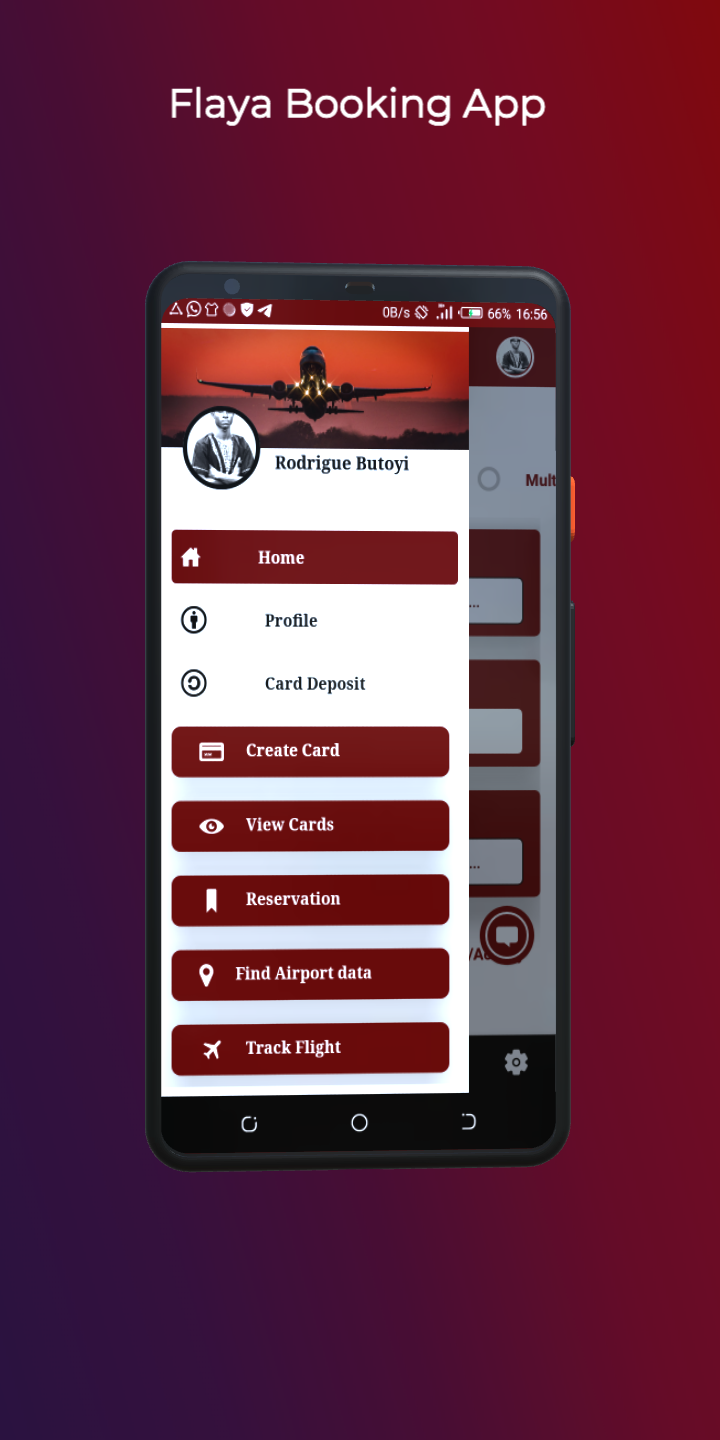 Flaya Booking App
0B/s 66% 16:56
Rodrigue Butoyi
Mult
Home
...
Profile
Card Deposit
Create Card
View Cards
...
Reservation
Find Airport data
Track Flight